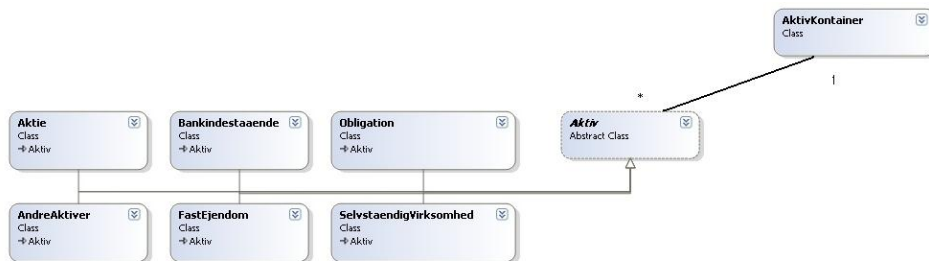 AktivKontainer
Class
1
*
Aktie
Class
Aktiv
Bankindestaaende
Class
Aktiv
Obligation
Class
Aktiv
Aktiv
Abstract Class
AndreAktiver
Class
Aktiv
FastEjendom
Class
Aktiv
SelvstaendigVirksomhed
Class
Aktiv